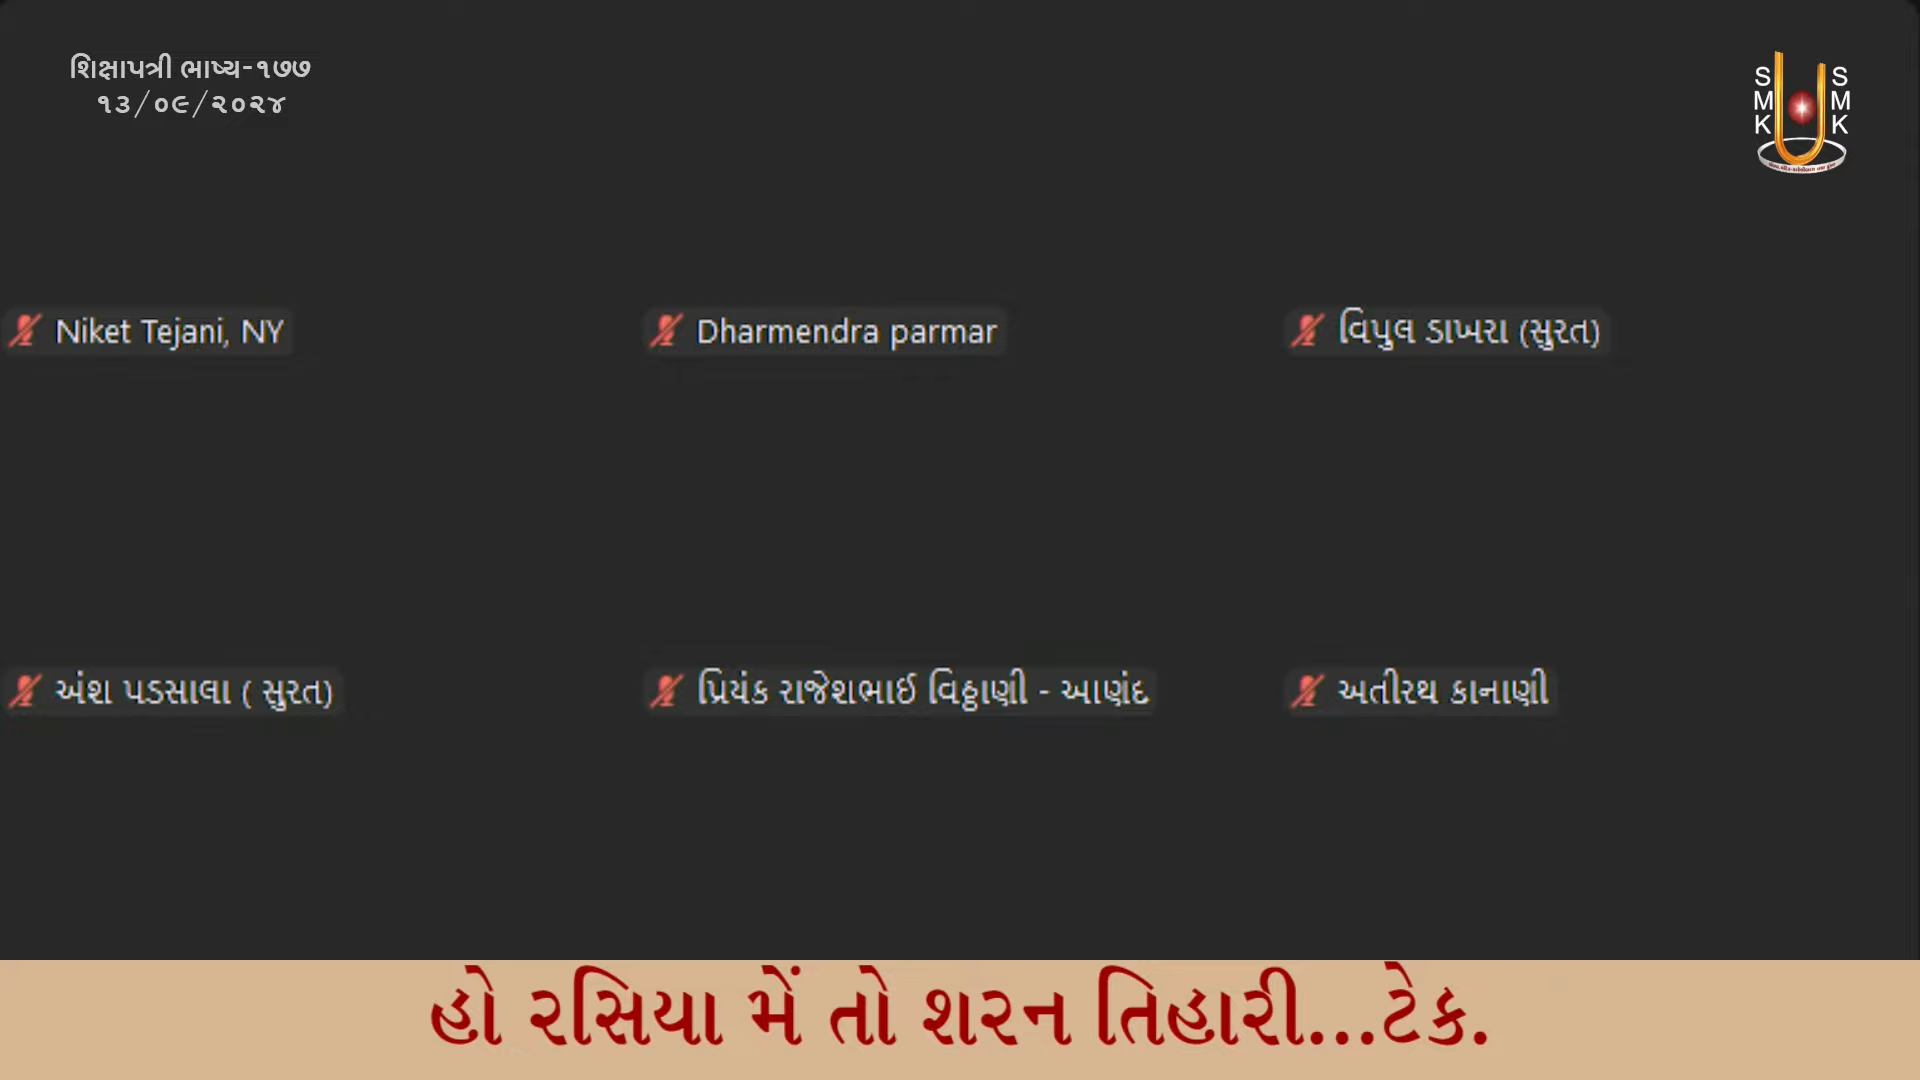 શિક્ષાપત્રી ભાષ્ય-૧૭૭
૧૩/૦૯/૨૦૨૪
S S
M M
K K
Niket Tejani, NY
Dharmendra parmar
વિપુલ ડાખરા (સુરત)
અંશ પડસાલા ( સુરત)
પ્રિયંક રાજેશભાઈ વિઠ્ઠાણી - આણંદ
અતીરથ કાનાણી
હો રસિયા મેં તો શરન તિહારી...ટેક.